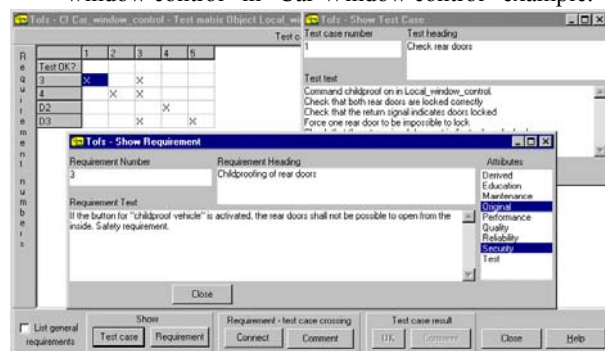 window control" in "Car window control" example.
Tofs - CI Car_window_control - Test matrix Object Local_wi
Tofs - Show Test Case
Test c
Test case number
Test heading
1
Check rear doors
Requirement numbers
1 2 3 4 5
Test OK?
3 X X
4 X X
D2 X
D3 X X
Test text
Command childproof on in Local_window_control
Check that both rear doors are locked correctly
Check that the return signal indicates doors locked
Force one rear door to be impossible to lock
Tofs - Show Requirement
Requirement Number
Requirement Heading
Attributes
3
Childproofing of rear doors
Derived
Education
Maintenance
Original
Performance
Quality
Reliability
Security
Test
Requirement Text
If the button for "childproof vehicle" is activated, the rear doors shall not be possible to open from the
inside. Safety requirement.
Close
List general
requirements
Show
Test case
Requirement
Requirement - test case crossing
Connect
Comment
Test case result
OK
Comment
Close
Help